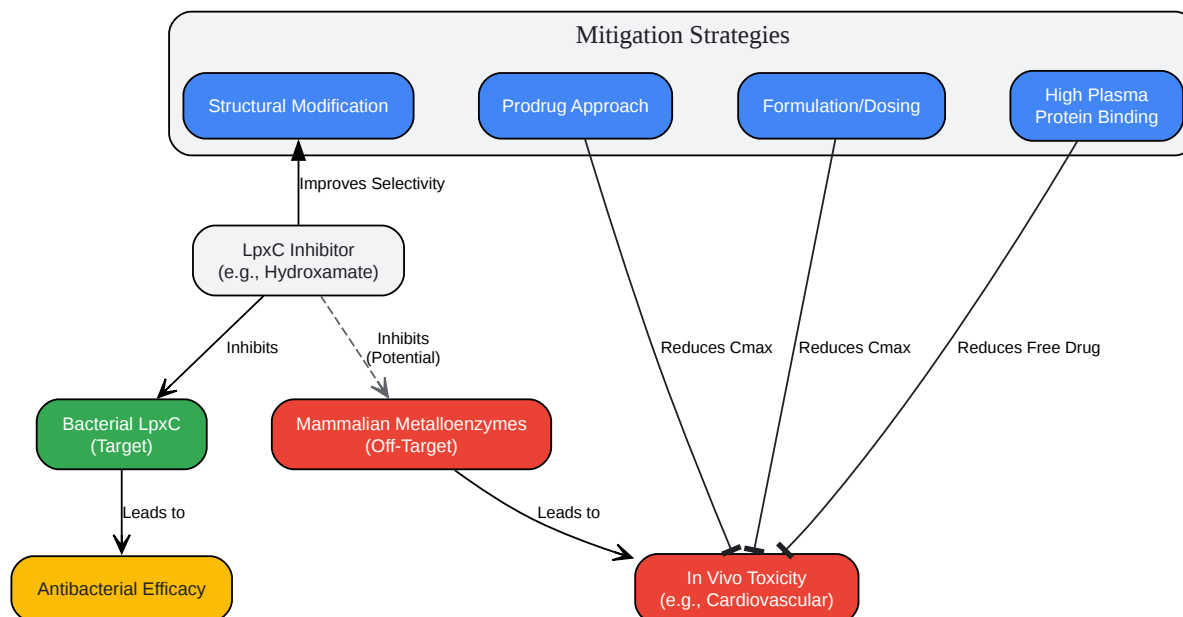 Mitigation Strategies
Structural Modification
Prodrug Approach
Formulation/Dosing
High Plasma
Protein Binding
Improves Selectivity
LpxC Inhibitor
(e.g., Hydroxamate)
Inhibits
Inhibits
(Potential)
Reduces Cmax
Reduces Cmax
Reduces Free Drug
Bacterial LpxC
(Target)
Mammalian Metalloenzymes
(Off-Target)
Leads to
Leads to
Antibacterial Efficacy
In Vivo Toxicity
(e.g., Cardiovascular)